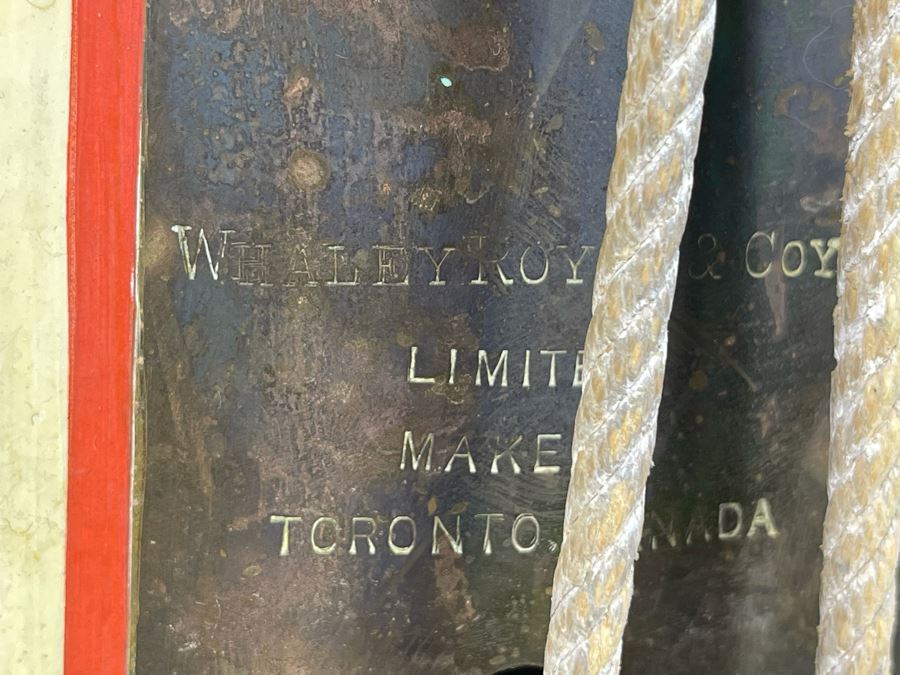 WHALEY ROY & COY
LIMITE
MAKE
TORONTO. NADA